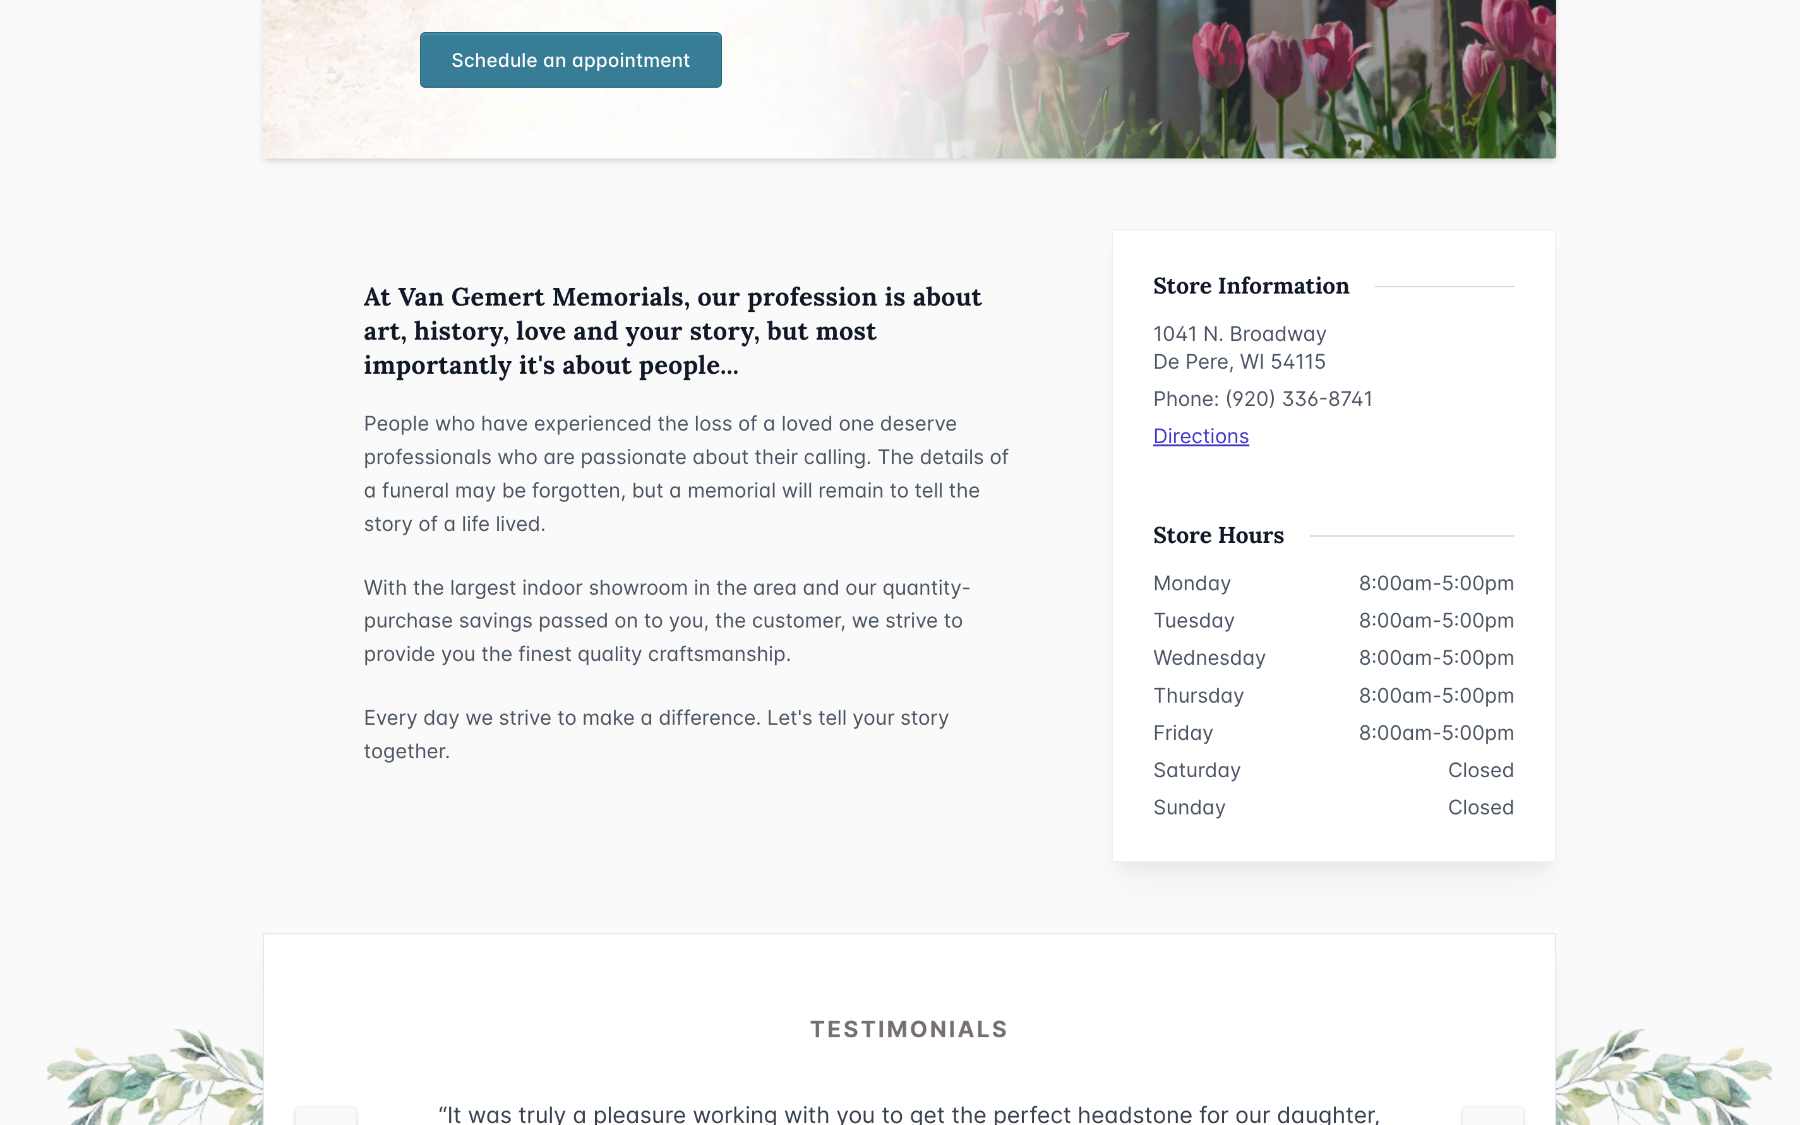 Schedule an appointment
At Van Gemert Memorials, our profession is about
art, history, love and your story, but most
importantly it's about people...
People who have experienced the loss of a loved one deserve
professionals who are passionate about their calling. The details of
a funeral may be forgotten, but a memorial will remain to tell the
story of a life lived.
With the largest indoor showroom in the area and our quantity-
purchase savings passed on to you, the customer, we strive to
provide you the finest quality craftsmanship.
Every day we strive to make a difference. Let's tell your story
together.
Store Information
1041 N. Broadway
De Pere, WI 54115
Phone: (920) 336-8741
Directions
Store Hours
Monday 8:00am-5:00pm
Tuesday 8:00am-5:00pm
Wednesday 8:00am-5:00pm
Thursday 8:00am-5:00pm
Friday 8:00am-5:00pm
Saturday Closed
Sunday Closed
TESTIMONIALS
“It was truly a pleasure working with you to get the perfect headstone for our daughter,